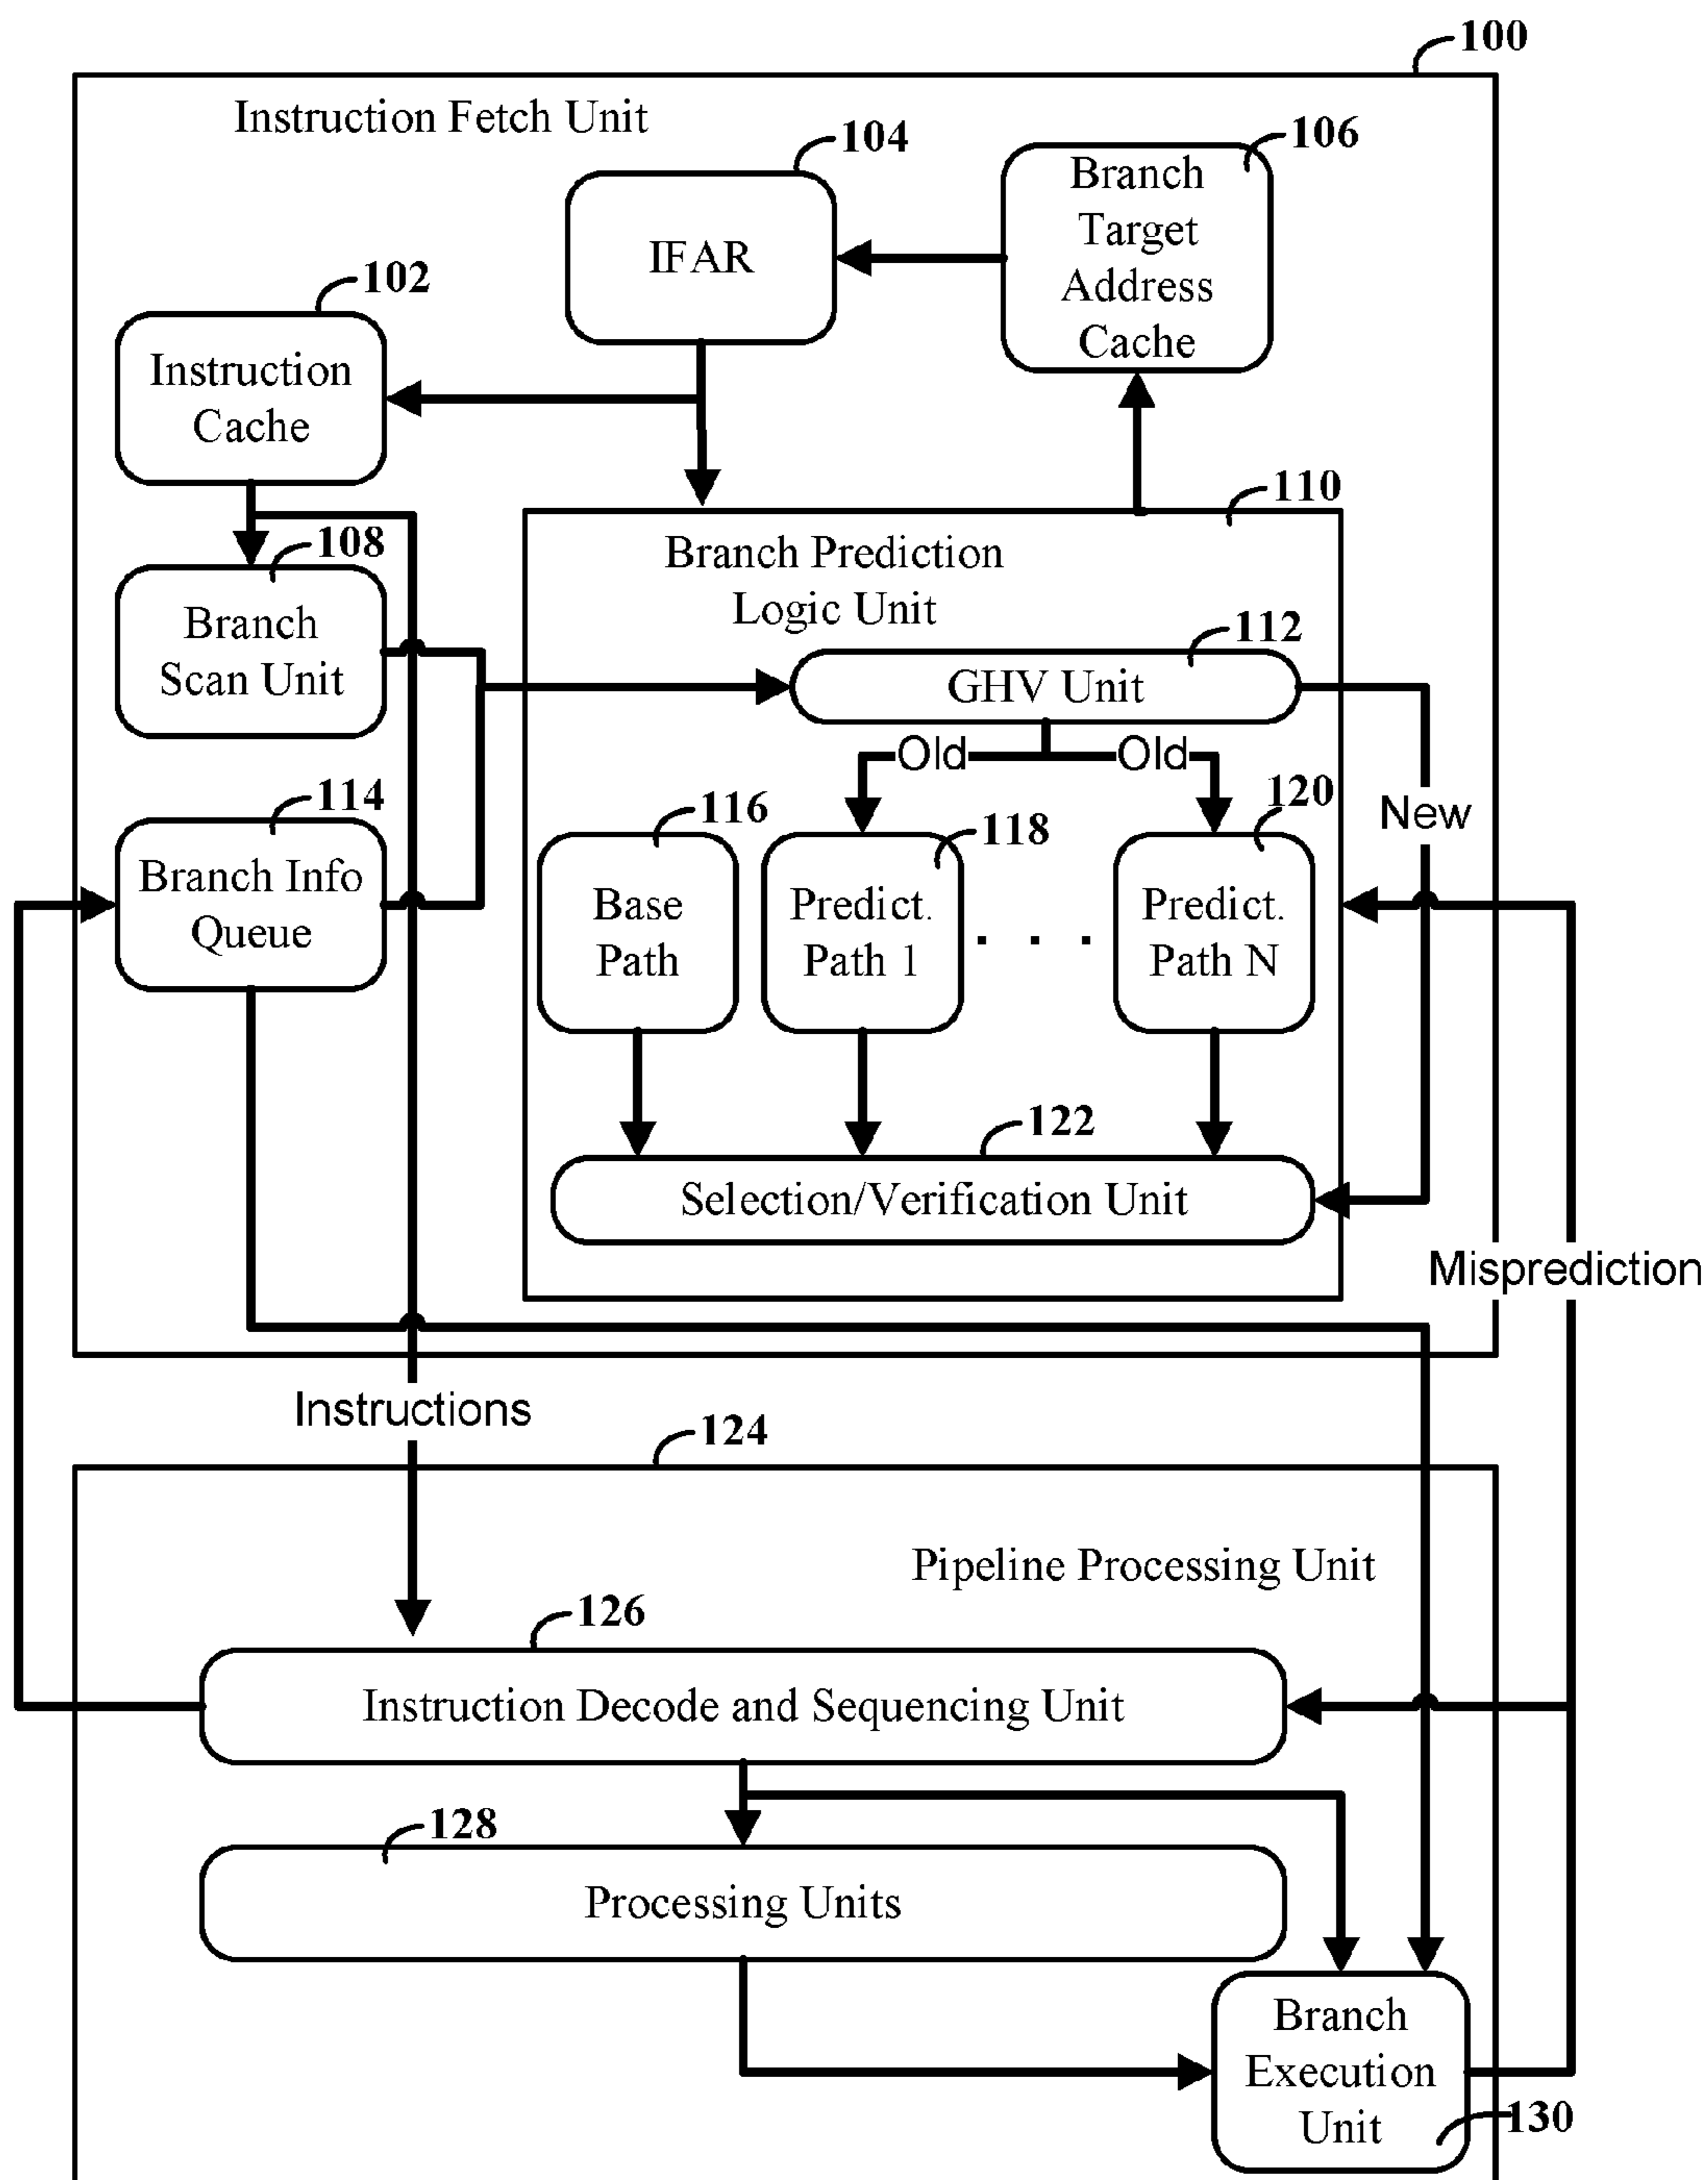 100
Instruction Fetch Unit
104
106
Branch
Target
Address
Cache
IFAR
102
Instruction
Cache
110
108
Branch Prediction
Logic Unit
Branch
Scan Unit
112
GHV Unit
Old
Old
114
116
118
120
New
Branch Info
Queue
Base
Path
Predict.
Path 1
. . .
Predict.
Path N
122
Selection/Verification Unit
Misprediction
Instructions
124
Pipeline Processing Unit
126
Instruction Decode and Sequencing Unit
128
Processing Units
Branch
Execution
Unit
130